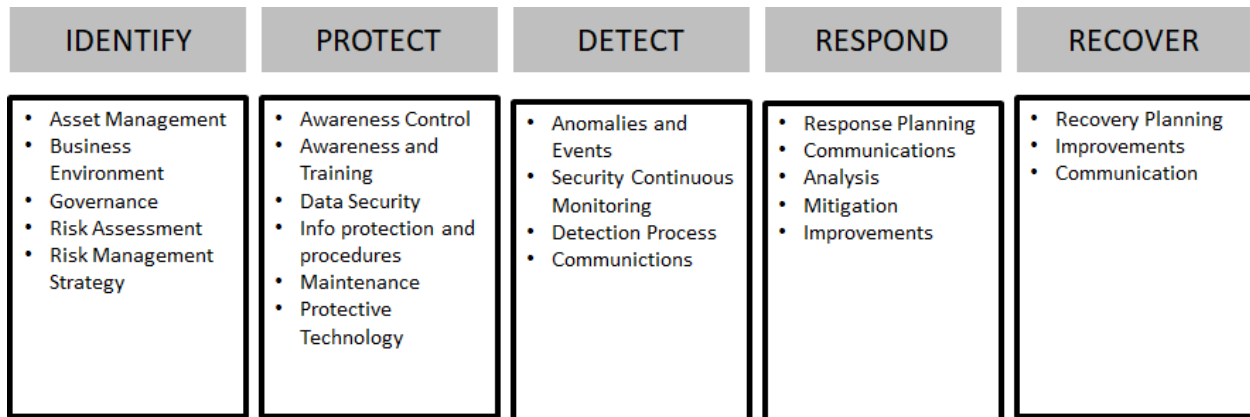 IDENTIFY
• Asset Management
• Business
Environment
• Governance
• Risk Assessment
• Risk Management
Strategy
PROTECT
• Awareness Control
• Awareness and
Training
• Data Security
• Info protection and
procedures
• Maintenance
• Protective
Technology
DETECT
• Anomalies and
Events
• Security Continuous
Monitoring
• Detection Process
• Communictions
RESPOND
• Response Planning
• Communications
• Analysis
• Mitigation
• Improvements
RECOVER
• Recovery Planning
• Improvements
• Communication